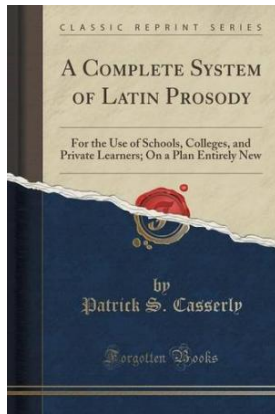 CLASSIC REPRINT SERIES
A COMPLETE SYSTEM
OF LATIN PROSODY
For the Use of Schools, Colleges, and
Private Learners; On a Plan Entirely New
by
Patrick S. Casserly
Forgotten Books